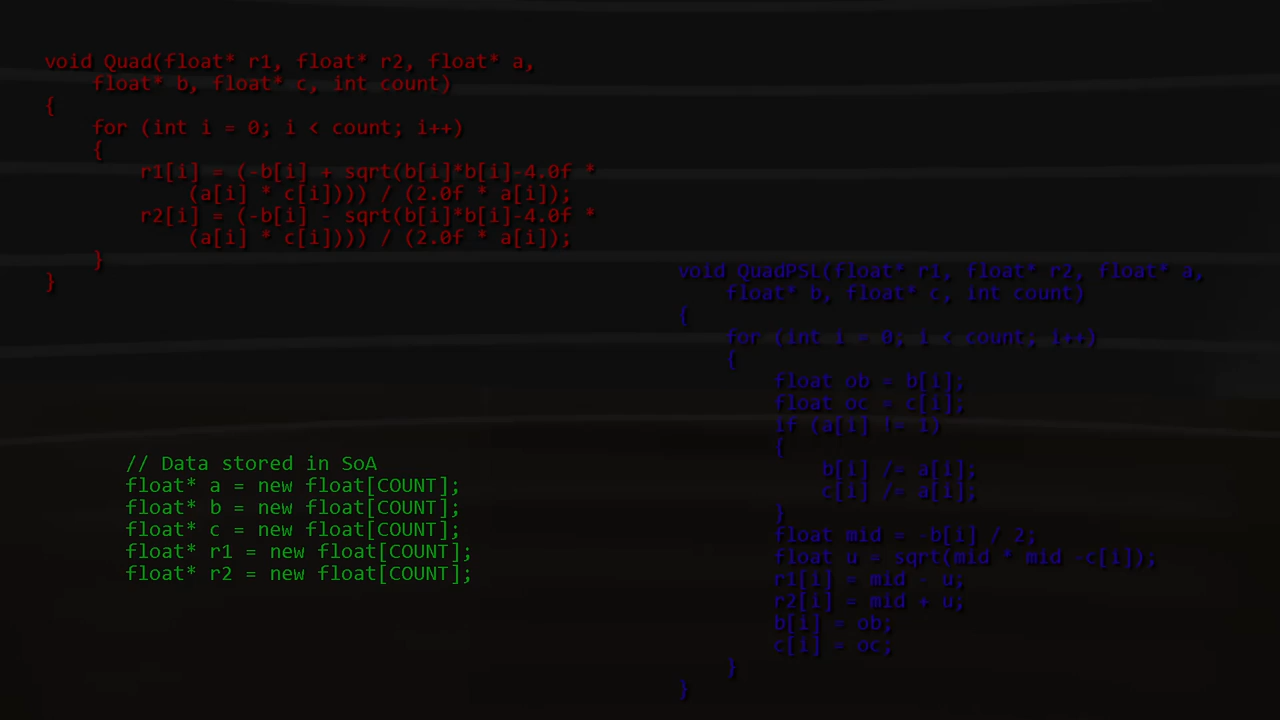 void Quad(float* r1, float* r2, float* a,
    float* b, float* c, int count)
{
    for (int i = 0; i < count; i++)
    {
        r1[i] = (-b[i] + sqrt(b[i]*b[i]-4.0f *
            (a[i] * c[i]))) / (2.0f * a[i]);
        r2[i] = (-b[i] - sqrt(b[i]*b[i]-4.0f *
            (a[i] * c[i]))) / (2.0f * a[i]);
    }
}
// Data stored in SoA
float* a = new float[COUNT];
float* b = new float[COUNT];
float* c = new float[COUNT];
float* r1 = new float[COUNT];
float* r2 = new float[COUNT];
void QuadPSL(float* r1, float* r2, float* a,
    float* b, float* c, int count)
{
    for (int i = 0; i < count; i++)
    {
        float ob = b[i];
        float oc = c[i];
        if (a[i] != 1)
        {
            b[i] /= a[i];
            c[i] /= a[i];
        }
        float mid = -b[i] / 2;
        float u = sqrt(mid * mid -c[i]);
        r1[i] = mid - u;
        r2[i] = mid + u;
        b[i] = ob;
        c[i] = oc;
    }
}